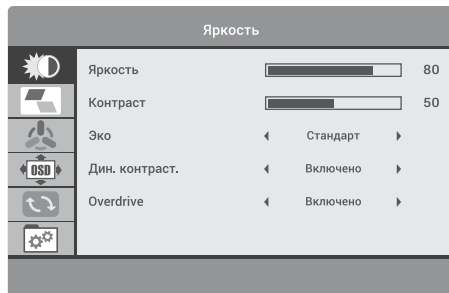 Яркость
Яркость 80
Контраст 50
Эко Стандарт
OSD
Дин. контраст. Включено
Overdrive Включено